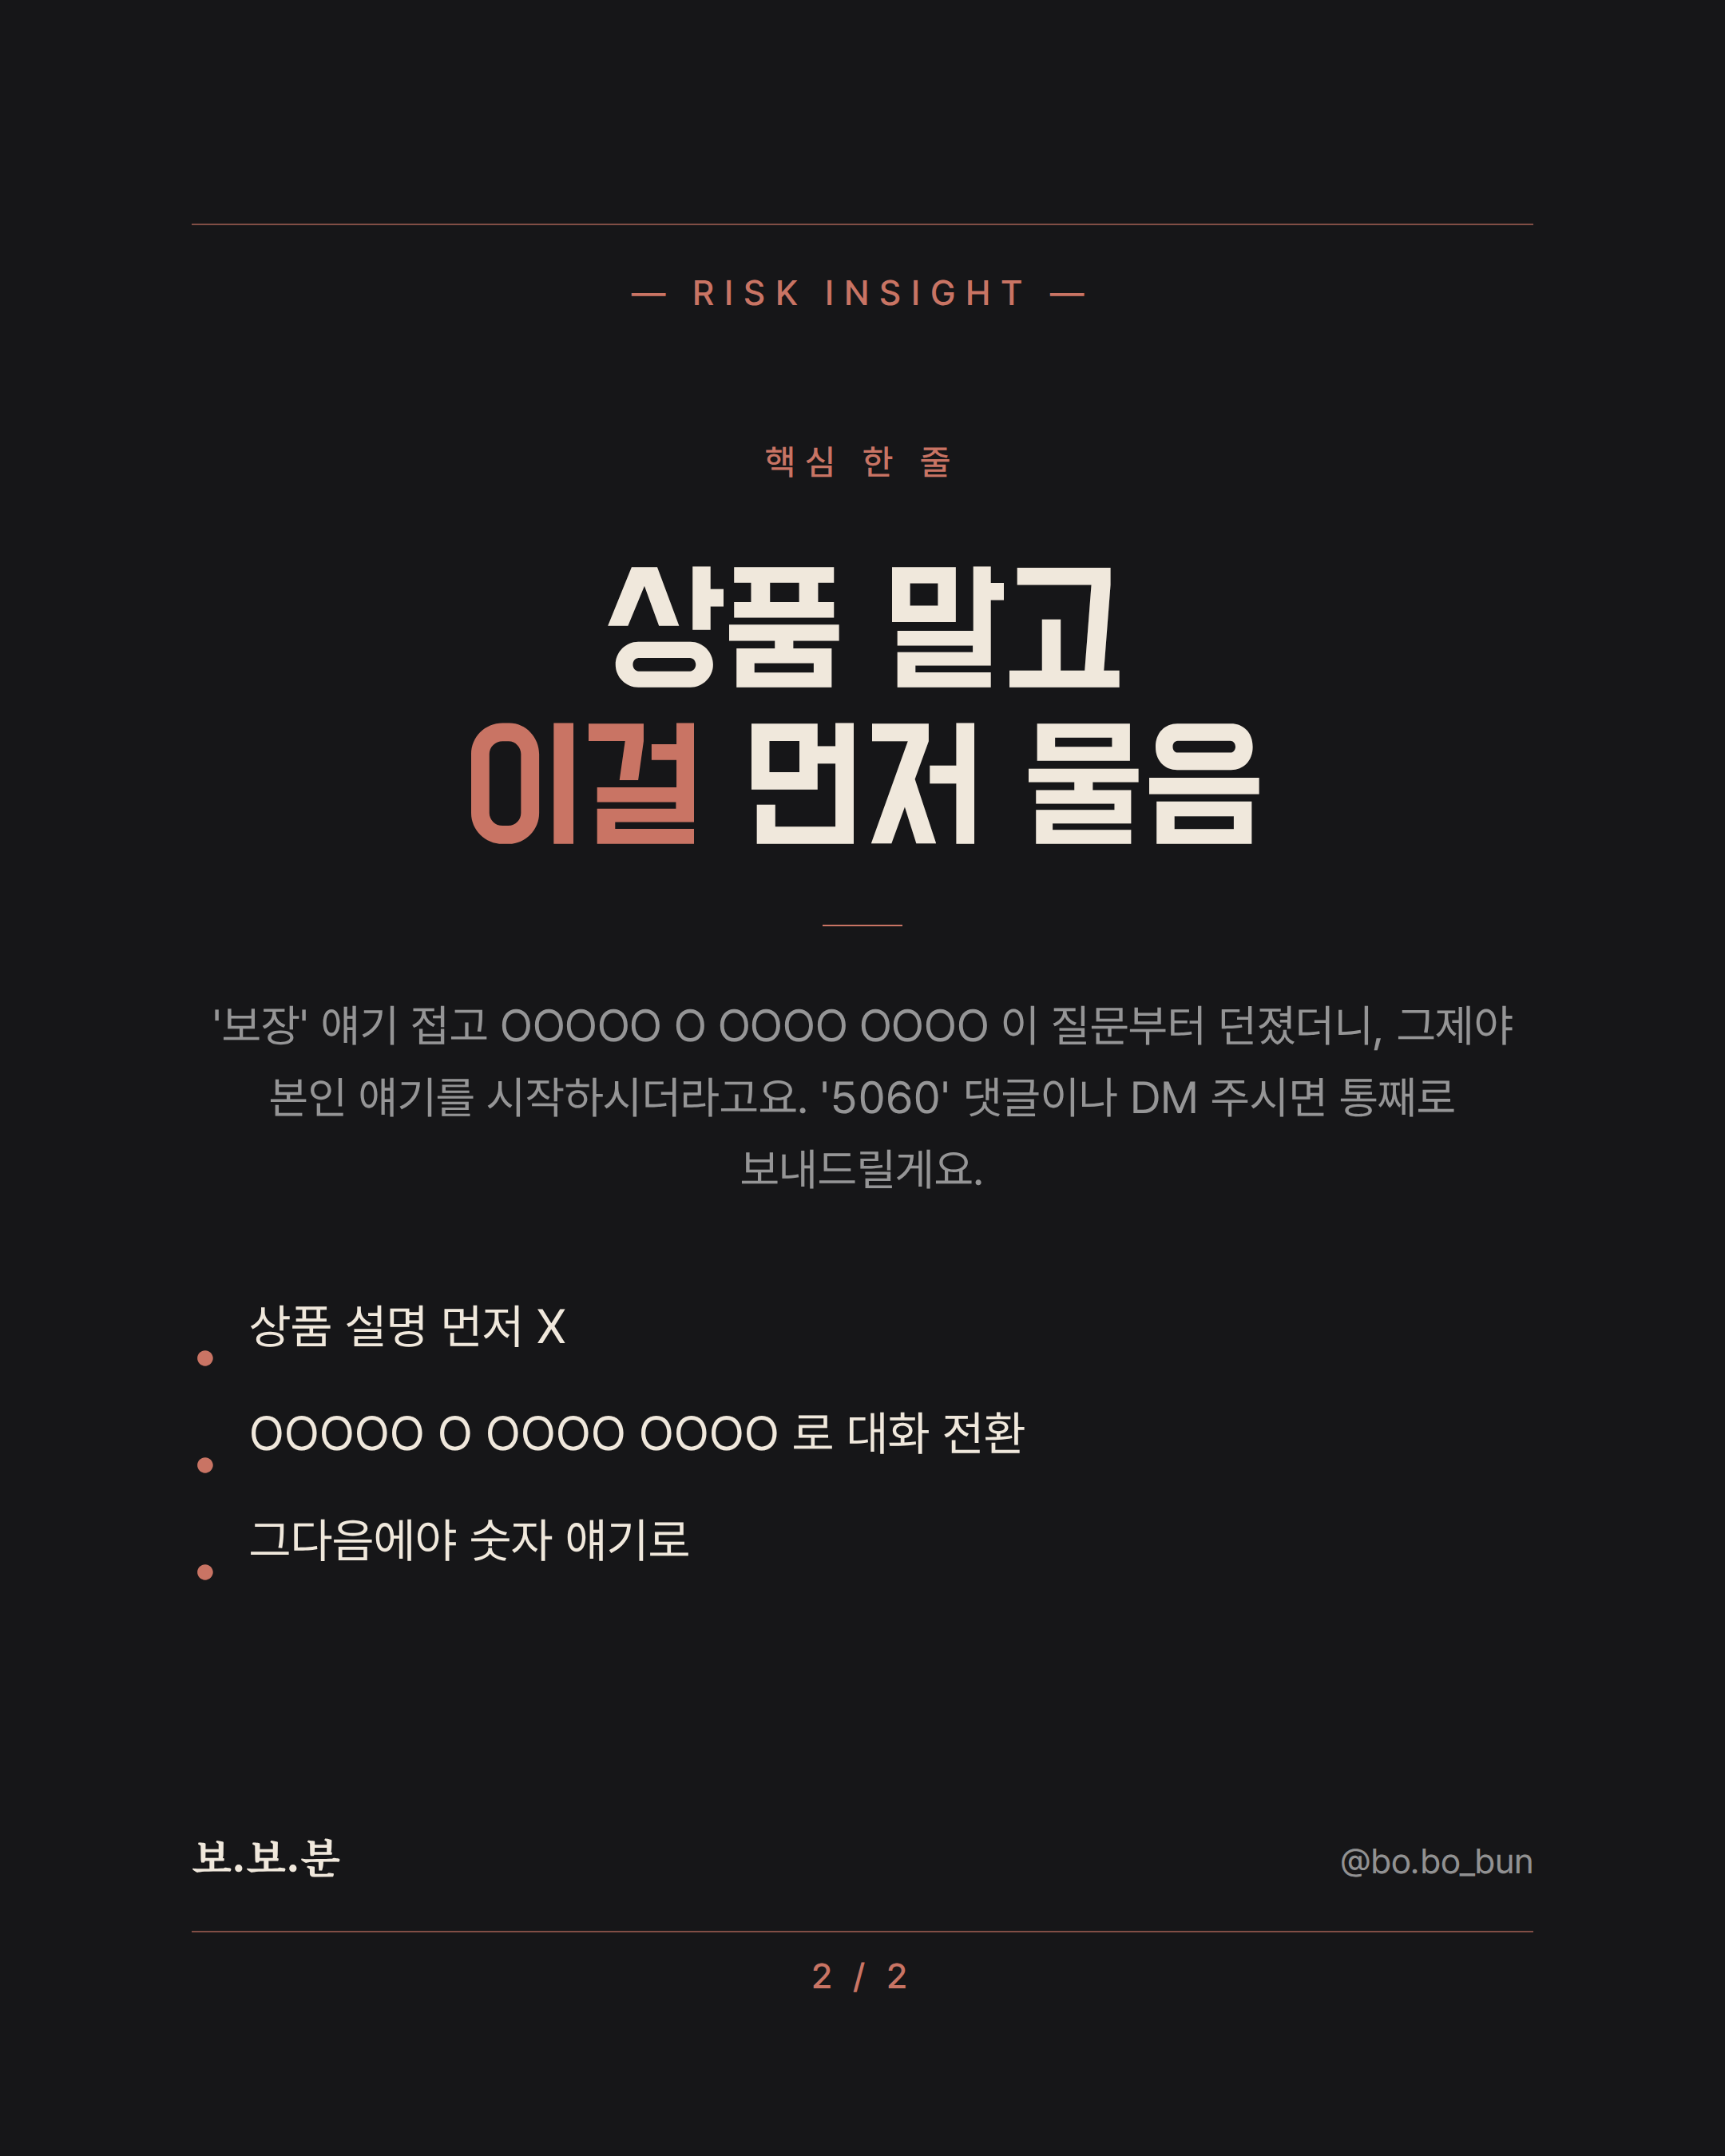 — RISK INSIGHT —
핵심 한 줄
상품 말고
이걸 먼저 물음
'보장' 얘기 접고 OOOOO O OOOO OOOO 이 질문부터 던졌더니, 그제야
본인 얘기를 시작하시더라고요. '5060' 댓글이나 DM 주시면 통째로
보내드릴게요.
• 상품 설명 먼저 X
• OOOOO O OOOO OOOO 로 대화 전환
• 그다음에야 숫자 얘기로
보.보.분
@bo.bo_bun
2 / 2